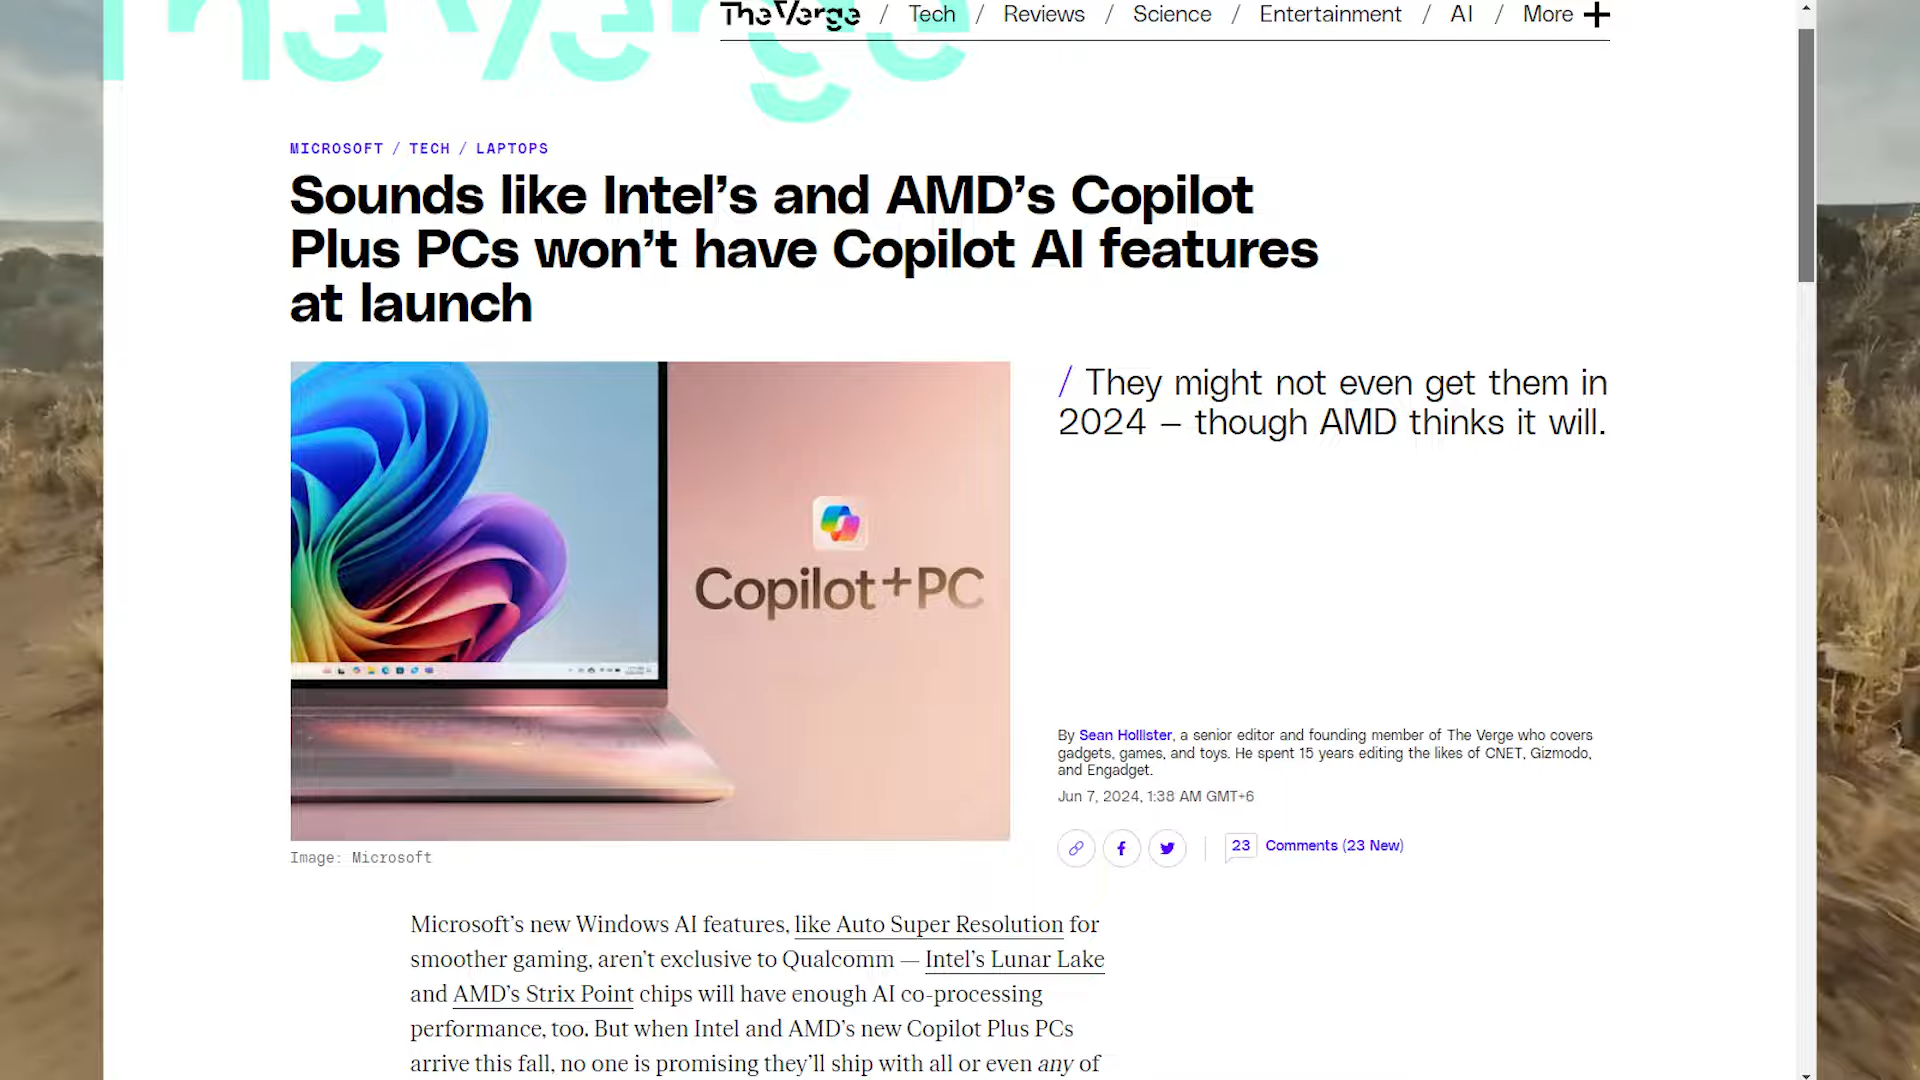 The Verge
The Verge / Tech / Reviews / Science / Entertainment / AI / More
MICROSOFT / TECH / LAPTOPS
Sounds like Intel’s and AMD’s Copilot
Plus PCs won’t have Copilot AI features
at launch
/ They might not even get them in
2024 — though AMD thinks it will.
Copilot+PC
By Sean Hollister, a senior editor and founding member of The Verge who covers
gadgets, games, and toys. He spent 15 years editing the likes of CNET, Gizmodo,
and Engadget.
Jun 7, 2024, 1:38 AM GMT+6
23 Comments (23 New)
Image: Microsoft
Microsoft’s new Windows AI features, like Auto Super Resolution for
smoother gaming, aren’t exclusive to Qualcomm — Intel’s Lunar Lake
and AMD’s Strix Point chips will have enough AI co-processing
performance, too. But when Intel and AMD’s new Copilot Plus PCs
arrive this fall, no one is promising they’ll ship with all or even any of